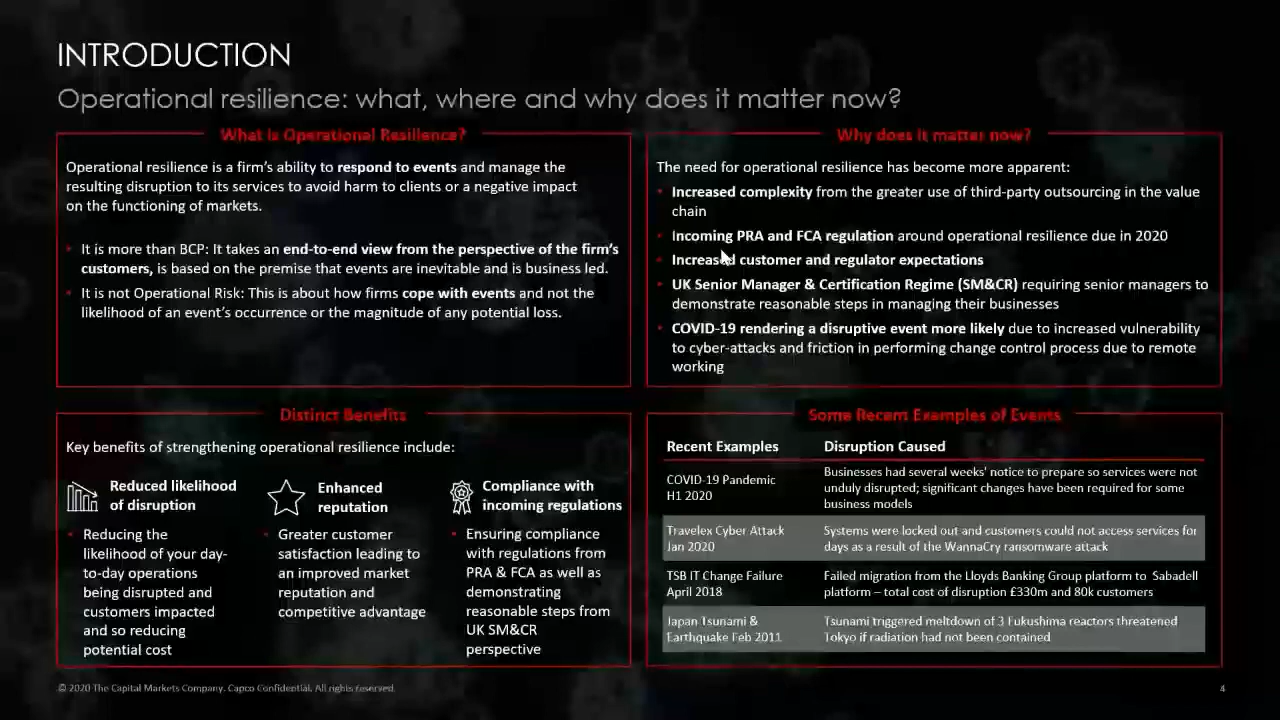 INTRODUCTION
Operational resilience: what, where and why does it matter now?
What is Operational Resilience?
Operational resilience is a firm's ability to respond to events and manage the
resulting disruption to its services to avoid harm to clients or a negative impact
on the functioning of markets.
• It is more than BCP: It takes an end-to-end view from the perspective of the firm's
customers, is based on the premise that events are inevitable and is business led.
• It is not Operational Risk: This is about how firms cope with events and not the
likelihood of an event's occurrence or the magnitude of any potential loss.
Why does it matter now?
The need for operational resilience has become more apparent:
• Increased complexity from the greater use of third-party outsourcing in the value
chain
• Incoming PRA and FCA regulation around operational resilience due in 2020
• Increased customer and regulator expectations
• UK Senior Manager & Certification Regime (SM&CR) requiring senior managers to
demonstrate reasonable steps in managing their businesses
• COVID-19 rendering a disruptive event more likely due to increased vulnerability
to cyber-attacks and friction in performing change control process due to remote
working
Distinct Benefits
Key benefits of strengthening operational resilience include:
Reduced likelihood
of disruption
• Reducing the
likelihood of your day-
to-day operations
being disrupted and
customers impacted
and so reducing
potential cost
Enhanced
reputation
• Greater customer
satisfaction leading to
an improved market
reputation and
competitive advantage
Compliance with
incoming regulations
• Ensuring compliance
with regulations from
PRA & FCA as well as
demonstrating
reasonable steps from
UK SM&CR
perspective
Some Recent Examples of Events
Recent Examples Disruption Caused
COVID-19 Pandemic
H1 2020
Businesses had several weeks' notice to prepare so services were not
unduly disrupted; significant changes have been required for some
business models
Travelex Cyber Attack
Jan 2020
Systems were locked out and customers could not access services for
days as a result of the WannaCry ransomware attack
TSB IT Change Failure
April 2018
Failed migration from the Lloyds Banking Group platform to Sabadell
platform – total cost of disruption £330m and 80k customers
Japan Tsunami &
Earthquake Feb 2011
Tsunami triggered meltdown of 3 Fukushima reactors threatened
Tokyo if radiation had not been contained
© 2020 The Capital Markets Company. Capco Confidential. All rights reserved.
4